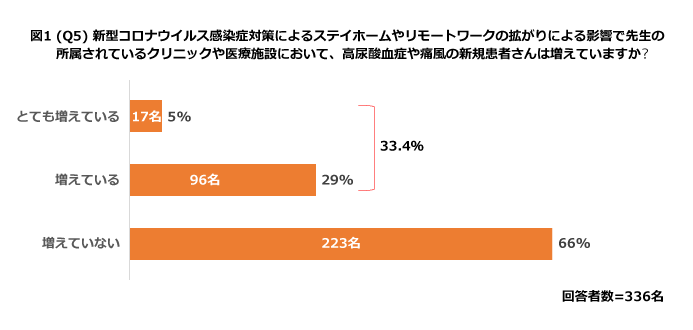 図1 (Q5) 新型コロナウイルス感染症対策によるステイホームやリモートワークの拡がりによる影響で先生の
所属されているクリニックや医療施設において、高尿酸血症や痛風の新規患者さんは増えていますか?
とても増えている 17名 5%
33.4%
増えている 96名 29%
増えていない 223名 66%
回答者数=336名